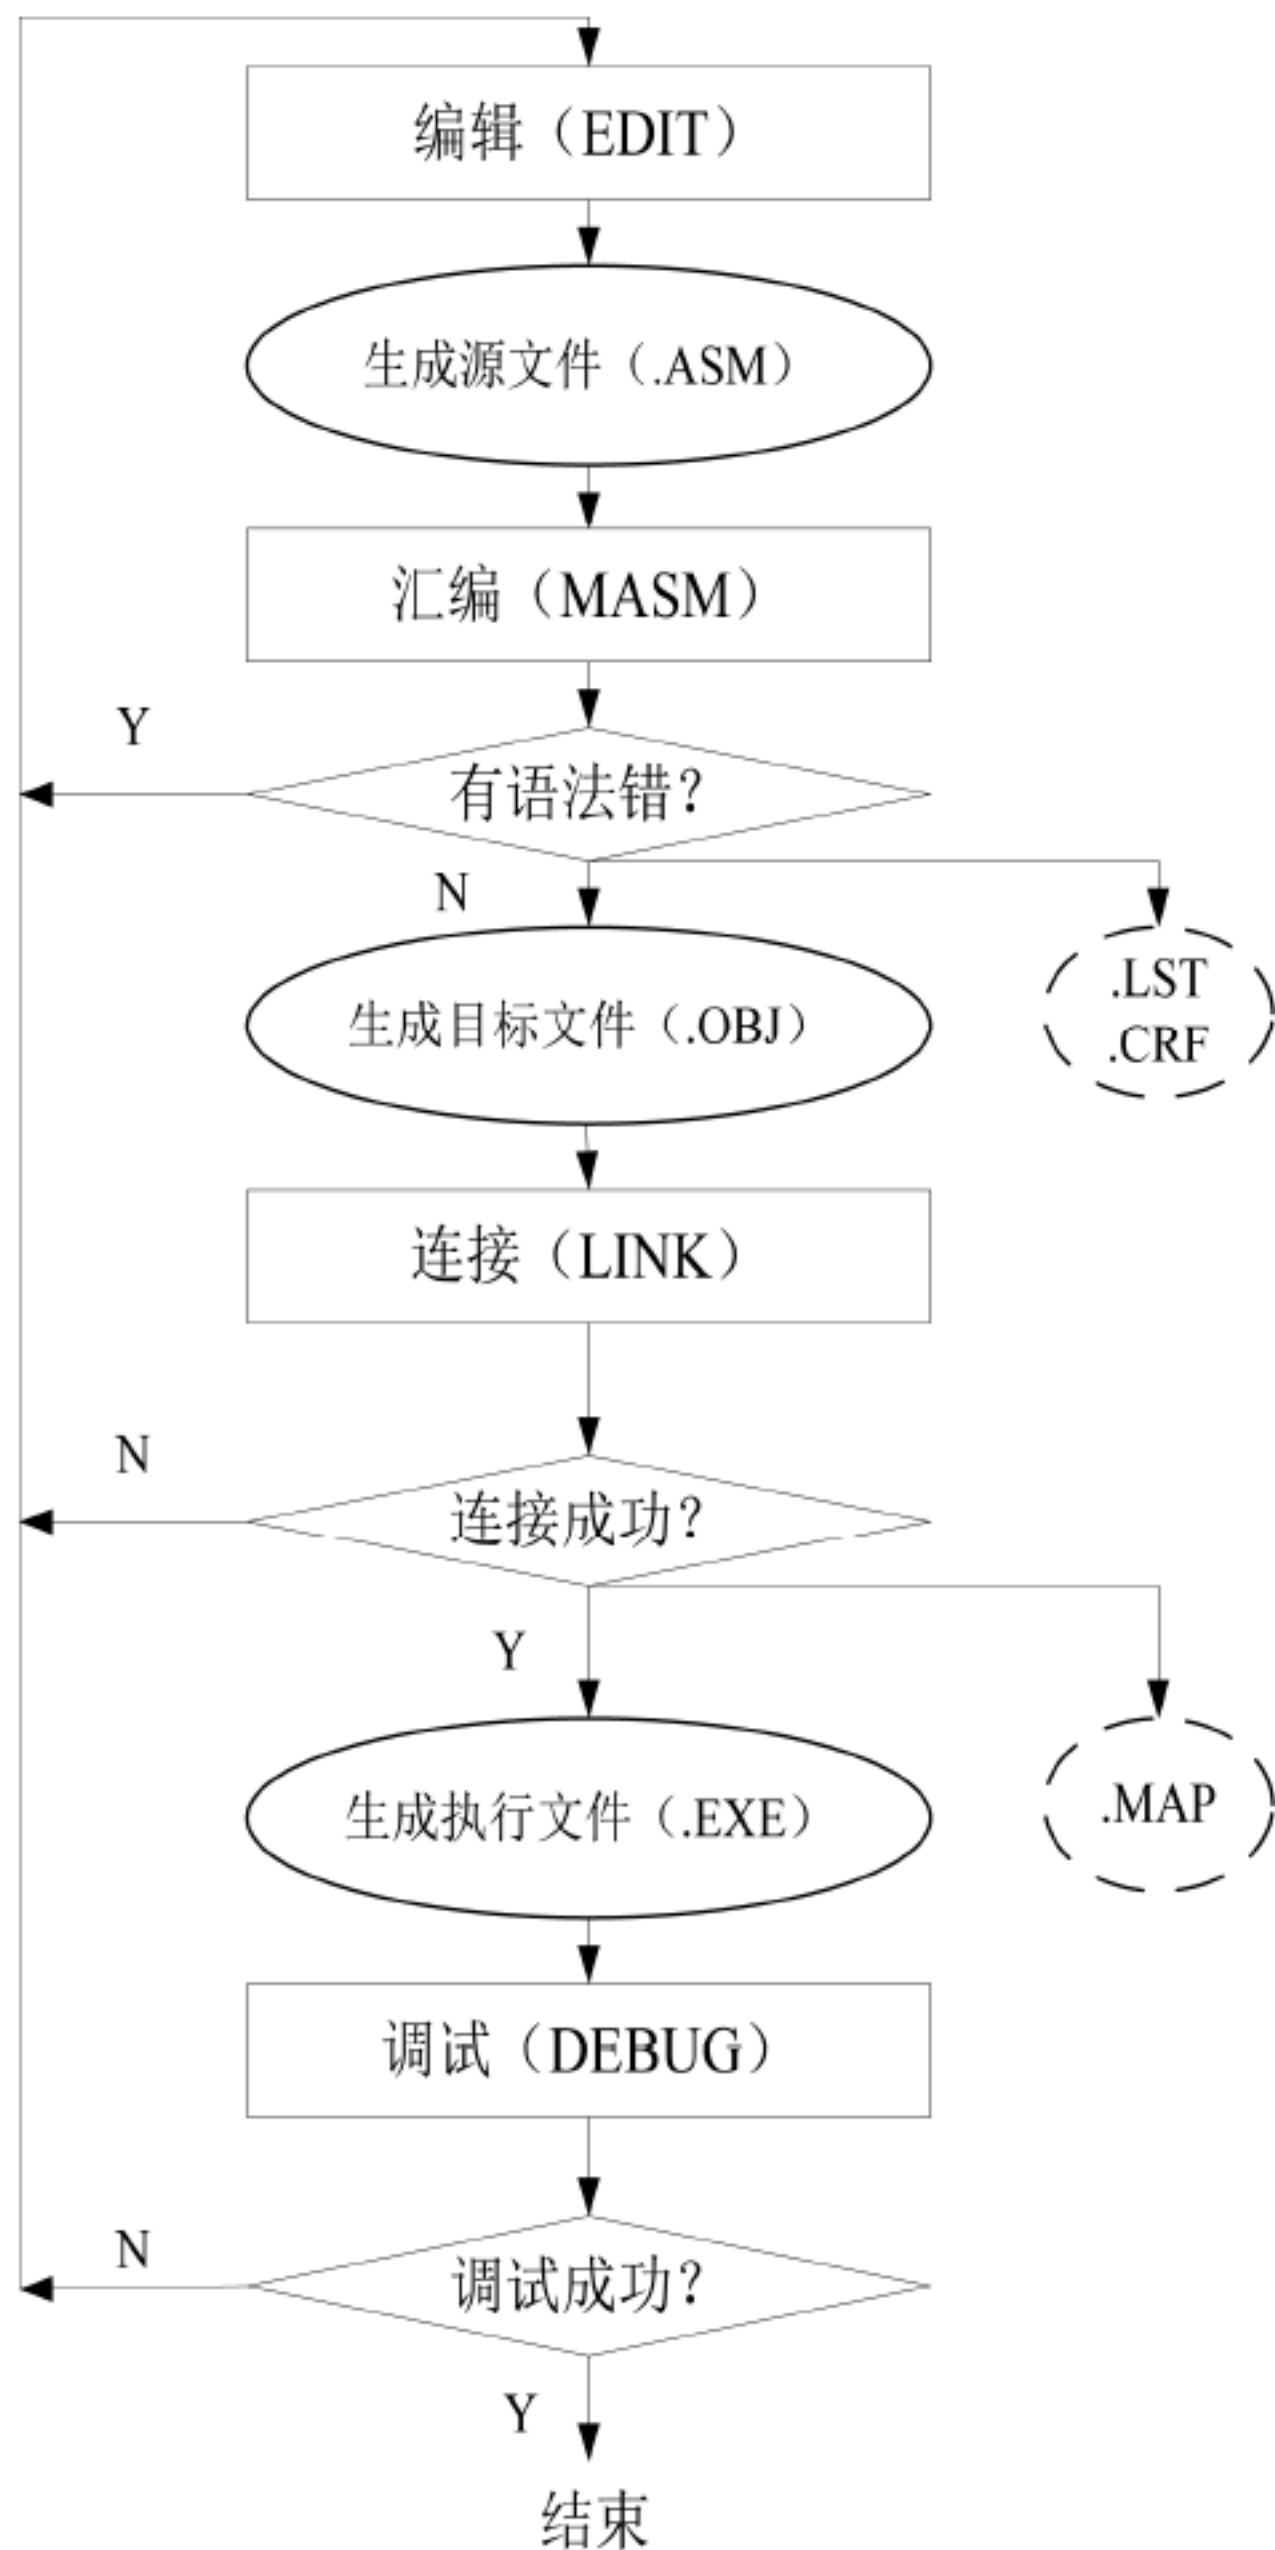 编辑（EDIT）
生成源文件（.ASM）
汇编（MASM）
Y
有语法错？
N
生成目标文件（.OBJ）
.LST
.CRF
连接（LINK）
N
连接成功？
Y
生成执行文件（.EXE）
.MAP
调试（DEBUG）
N
调试成功？
Y
结束